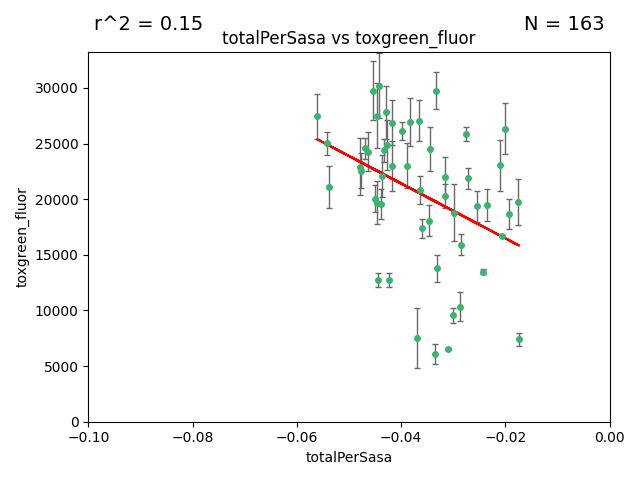 r^2 = 0.15
N = 163
totalPerSasa vs toxgreen_fluor
30000
25000
20000
15000
10000
5000
0
toxgreen_fluor
−0.10
−0.08
−0.06
−0.04
−0.02
0.00
totalPerSasa